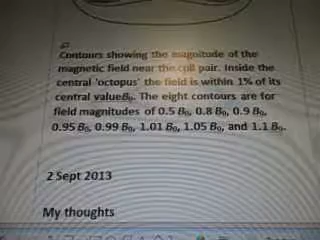 Contours showing the magnitude of the
magnetic field near the coil pair. Inside the
central 'octopus' the field is within 1% of its
central valueB₀. The eight contours are for
field magnitudes of 0.5 B₀, 0.8 B₀, 0.9 B₀,
0.95 B₀, 0.99 B₀, 1.01 B₀, 1.05 B₀, and 1.1 B₀.
2 Sept 2013
My thoughts